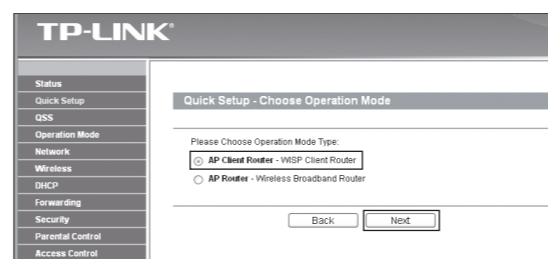 TP-LINK®
Status
Quick Setup
QSS
Operation Mode
Network
Wireless
DHCP
Forwarding
Security
Parental Control
Access Control
Quick Setup - Choose Operation Mode
Please Choose Operation Mode Type:
AP Client Router - WISP Client Router
AP Router - Wireless Broadband Router
Back Next